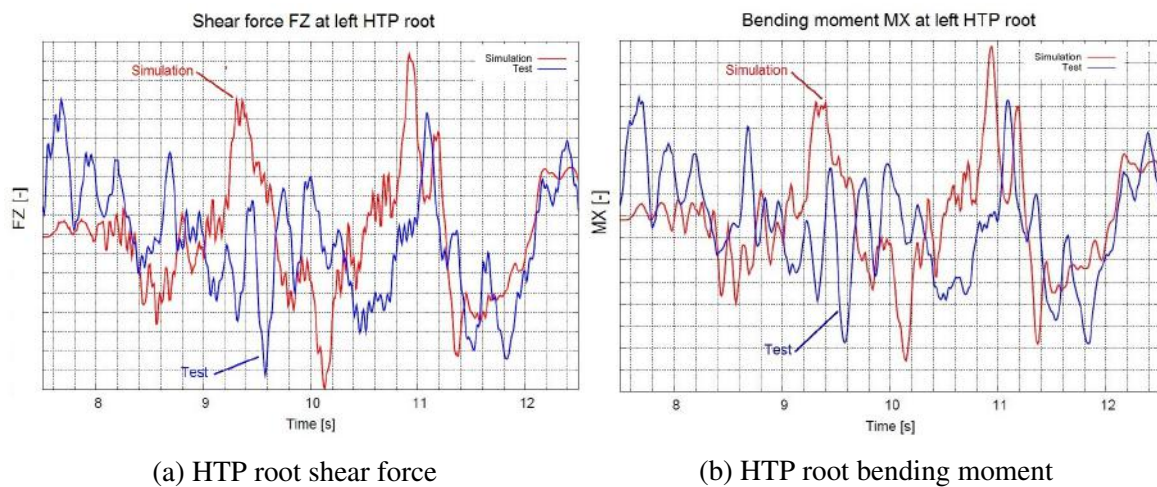 Shear force FZ at left HTP root
Simulation
Test
Simulation
Test
FZ [-]
8 9 10 11 12
Time [s]
(a) HTP root shear force
Bending moment MX at left HTP root
Simulation
Test
Simulation
Test
MX [-]
8 9 10 11 12
Time [s]
(b) HTP root bending moment